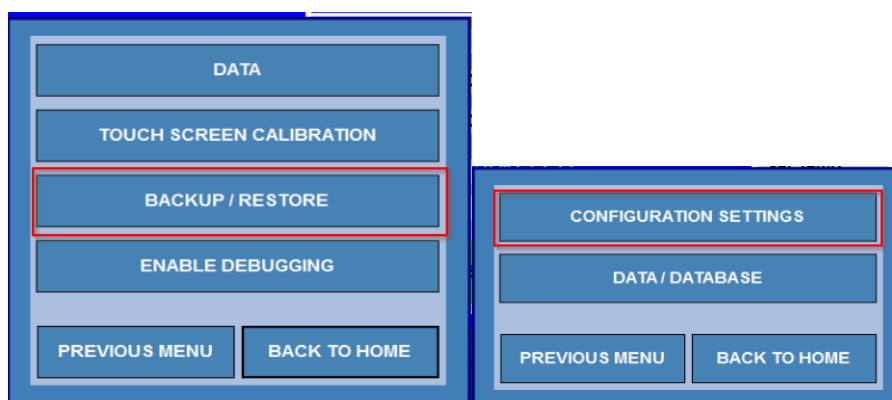 DATA
TOUCH SCREEN CALIBRATION
BACKUP / RESTORE
ENABLE DEBUGGING
PREVIOUS MENU
BACK TO HOME
CONFIGURATION SETTINGS
DATA / DATABASE
PREVIOUS MENU
BACK TO HOME